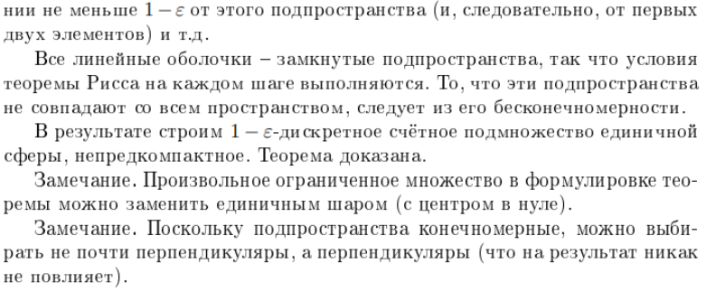 нии не меньше 1 − ε от этого подпространства (и, следовательно, от первых
двух элементов) и т.д.
Все линейные оболочки – замкнутые подпространства, так что условия
теоремы Рисса на каждом шаге выполняются. То, что эти подпространства
не совпадают со всем пространством, следует из его бесконечномерности.
В результате строим 1 − ε-дискретное счётное подмножество единичной
сферы, непредкомпактное. Теорема доказана.
Замечание. Произвольное ограниченное множество в формулировке тео-
ремы можно заменить единичным шаром (с центром в нуле).
Замечание. Поскольку подпространства конечномерные, можно выби-
рать не почти перпендикуляры, а перпендикуляры (что на результат никак
не повлияет).